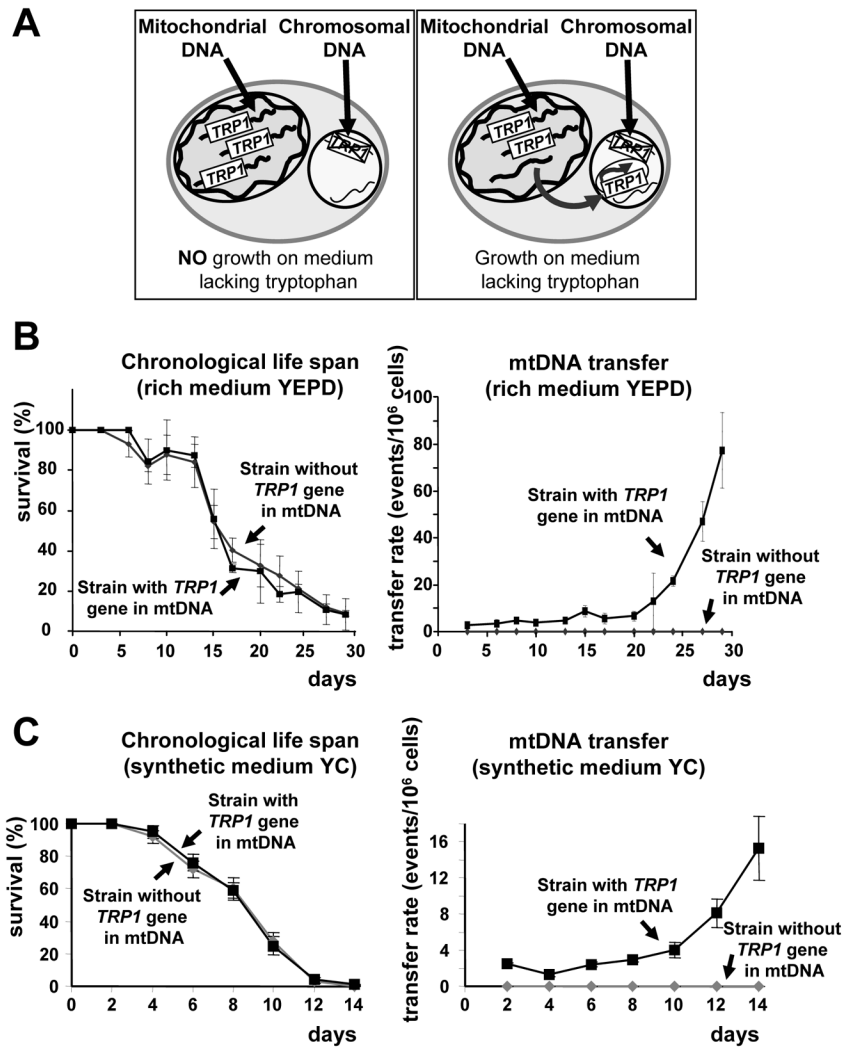 A
Mitochondrial
DNA
Chromosomal
DNA
TRP1
TRP1
TRP1
TRP1
NO growth on medium
lacking tryptophan
Mitochondrial
DNA
Chromosomal
DNA
TRP1
TRP1
TRP1
TRP1
Growth on medium
lacking tryptophan
B
Chronological life span
(rich medium YEPD)
survival (%)
100
80
60
40
20
0
0 5 10 15 20 25 30
days
Strain without
TRP1 gene
in mtDNA
Strain with TRP1
gene in mtDNA
mtDNA transfer
(rich medium YEPD)
transfer rate (events/10⁶ cells)
100
80
60
40
20
0
0 5 10 15 20 25 30
days
Strain with TRP1
gene in mtDNA
Strain without
TRP1 gene
in mtDNA
C
Chronological life span
(synthetic medium YC)
survival (%)
100
80
60
40
20
0
0 2 4 6 8 10 12 14
days
Strain with
TRP1 gene
in mtDNA
Strain without
TRP1 gene
in mtDNA
mtDNA transfer
(synthetic medium YC)
transfer rate (events/10⁶ cells)
16
12
8
4
0
0 2 4 6 8 10 12 14
days
Strain with TRP1
gene in mtDNA
Strain without
TRP1 gene
in mtDNA